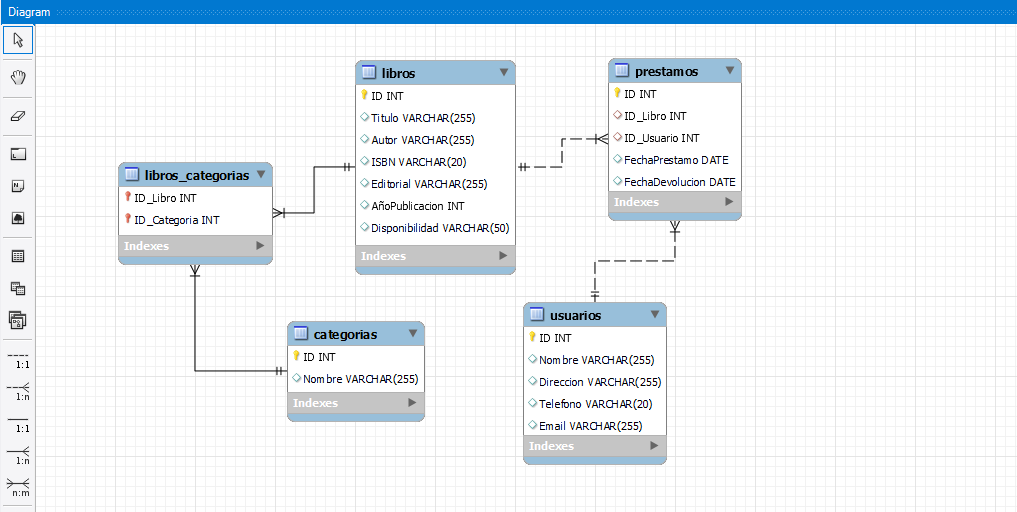 Diagram
libros
ID INT
Titulo VARCHAR(255)
Autor VARCHAR(255)
ISBN VARCHAR(20)
Editorial VARCHAR(255)
AñoPublicacion INT
Disponibilidad VARCHAR(50)
Indexes
prestamos
ID INT
ID_Libro INT
ID_Usuario INT
FechaPrestamo DATE
FechaDevolucion DATE
Indexes
libros_categorias
ID_Libro INT
ID_Categoria INT
Indexes
categorias
ID INT
Nombre VARCHAR(255)
Indexes
usuarios
ID INT
Nombre VARCHAR(255)
Direccion VARCHAR(255)
Telefono VARCHAR(20)
Email VARCHAR(255)
Indexes
1:1
1:n
1:1
1:n
n:m